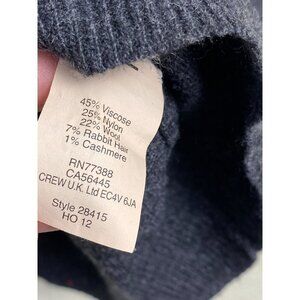 45% Viscose
25% Nylon
22% Wool
7% Rabbit Hair
1% Cashmere
RN77388
CA56445
CREW U.K. Ltd EC4V 6JA
Style 28415
HO 12